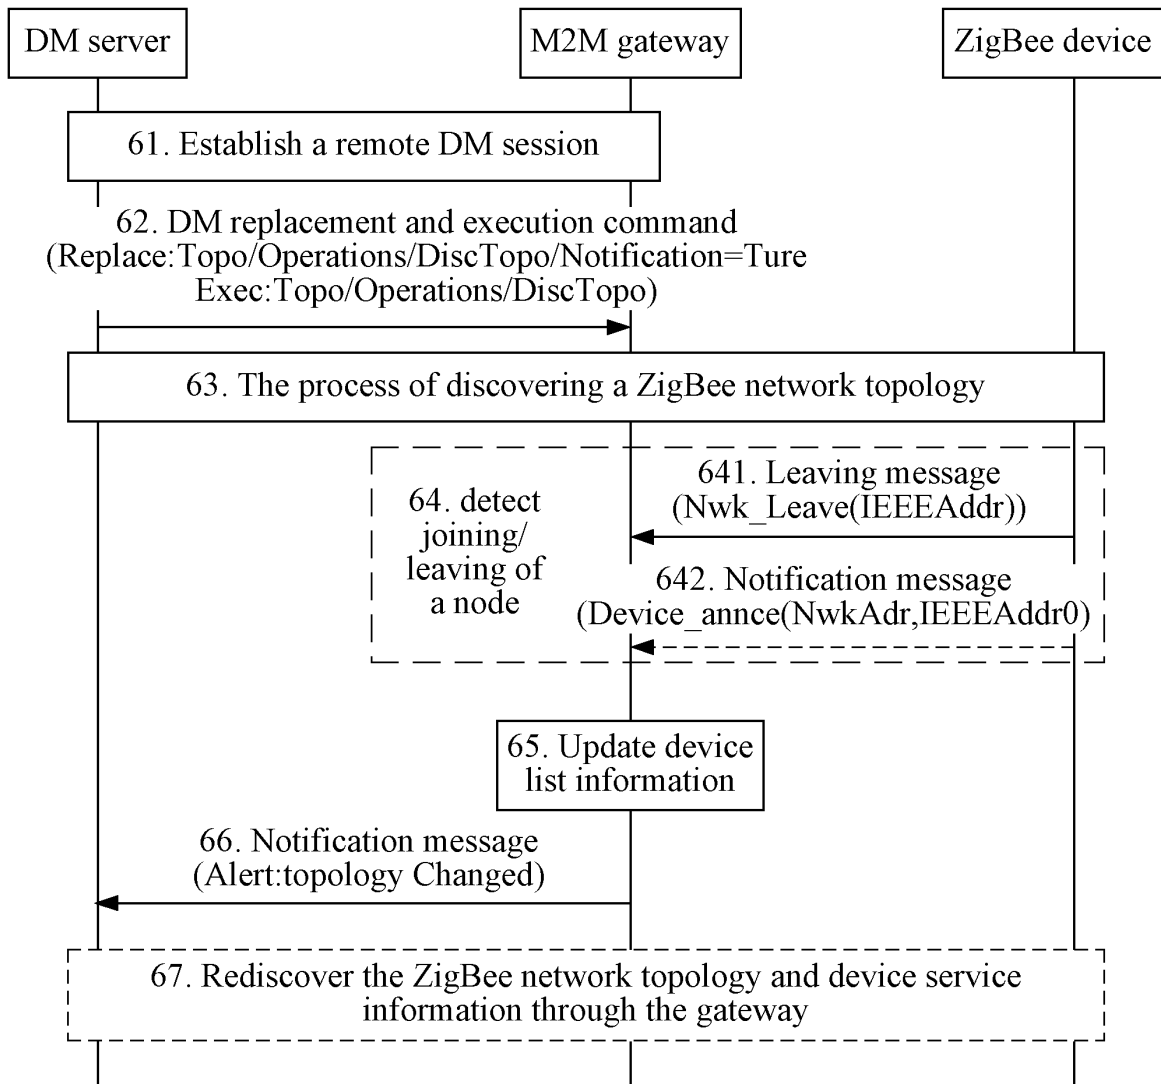 DM server
M2M gateway
ZigBee device
61. Establish a remote DM session
62. DM replacement and execution command
(Replace:Topo/Operations/DiscTopo/Notification=Ture
Exec:Topo/Operations/DiscTopo)
63. The process of discovering a ZigBee network topology
64. detect
joining/
leaving of
a node
641. Leaving message
(Nwk_Leave(IEEEAddr))
642. Notification message
(Device_annce(NwkAdr,IEEEAddr0)
65. Update device
list information
66. Notification message
(Alert:topology Changed)
67. Rediscover the ZigBee network topology and device service
information through the gateway